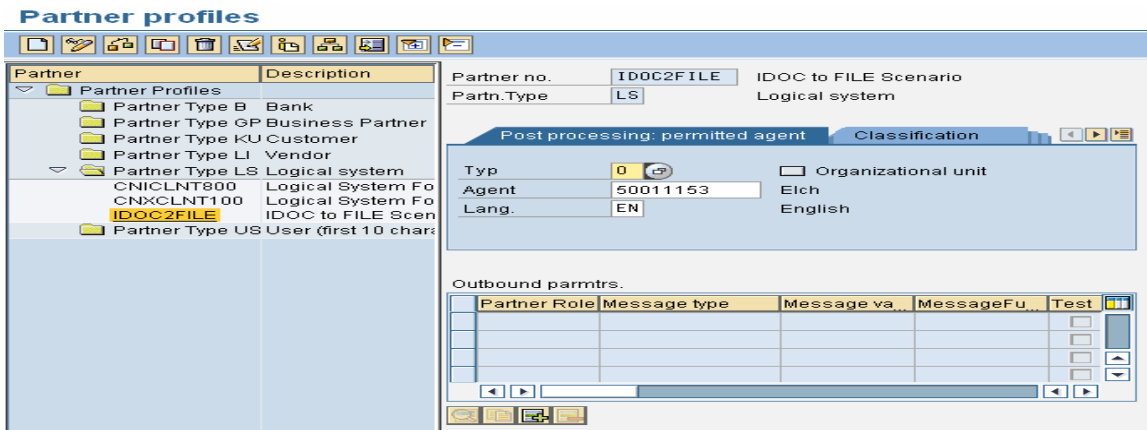 Partner profiles
Partner Description
Partner Profiles
Partner Type B Bank
Partner Type GP Business Partner
Partner Type KU Customer
Partner Type LI Vendor
Partner Type LS Logical system
CNICLNT800 Logical System Fo
CNXCLNT100 Logical System Fo
IDOC2FILE IDOC to FILE Scen
Partner Type US User (first 10 chara
Partner no. IDOC2FILE IDOC to FILE Scenario
Partn.Type LS Logical system
Post processing: permitted agent Classification
Typ O Organizational unit
Agent 50011153 Elch
Lang. EN English
Outbound parmtrs.
Partner Role Message type Message va... MessageFu... Test